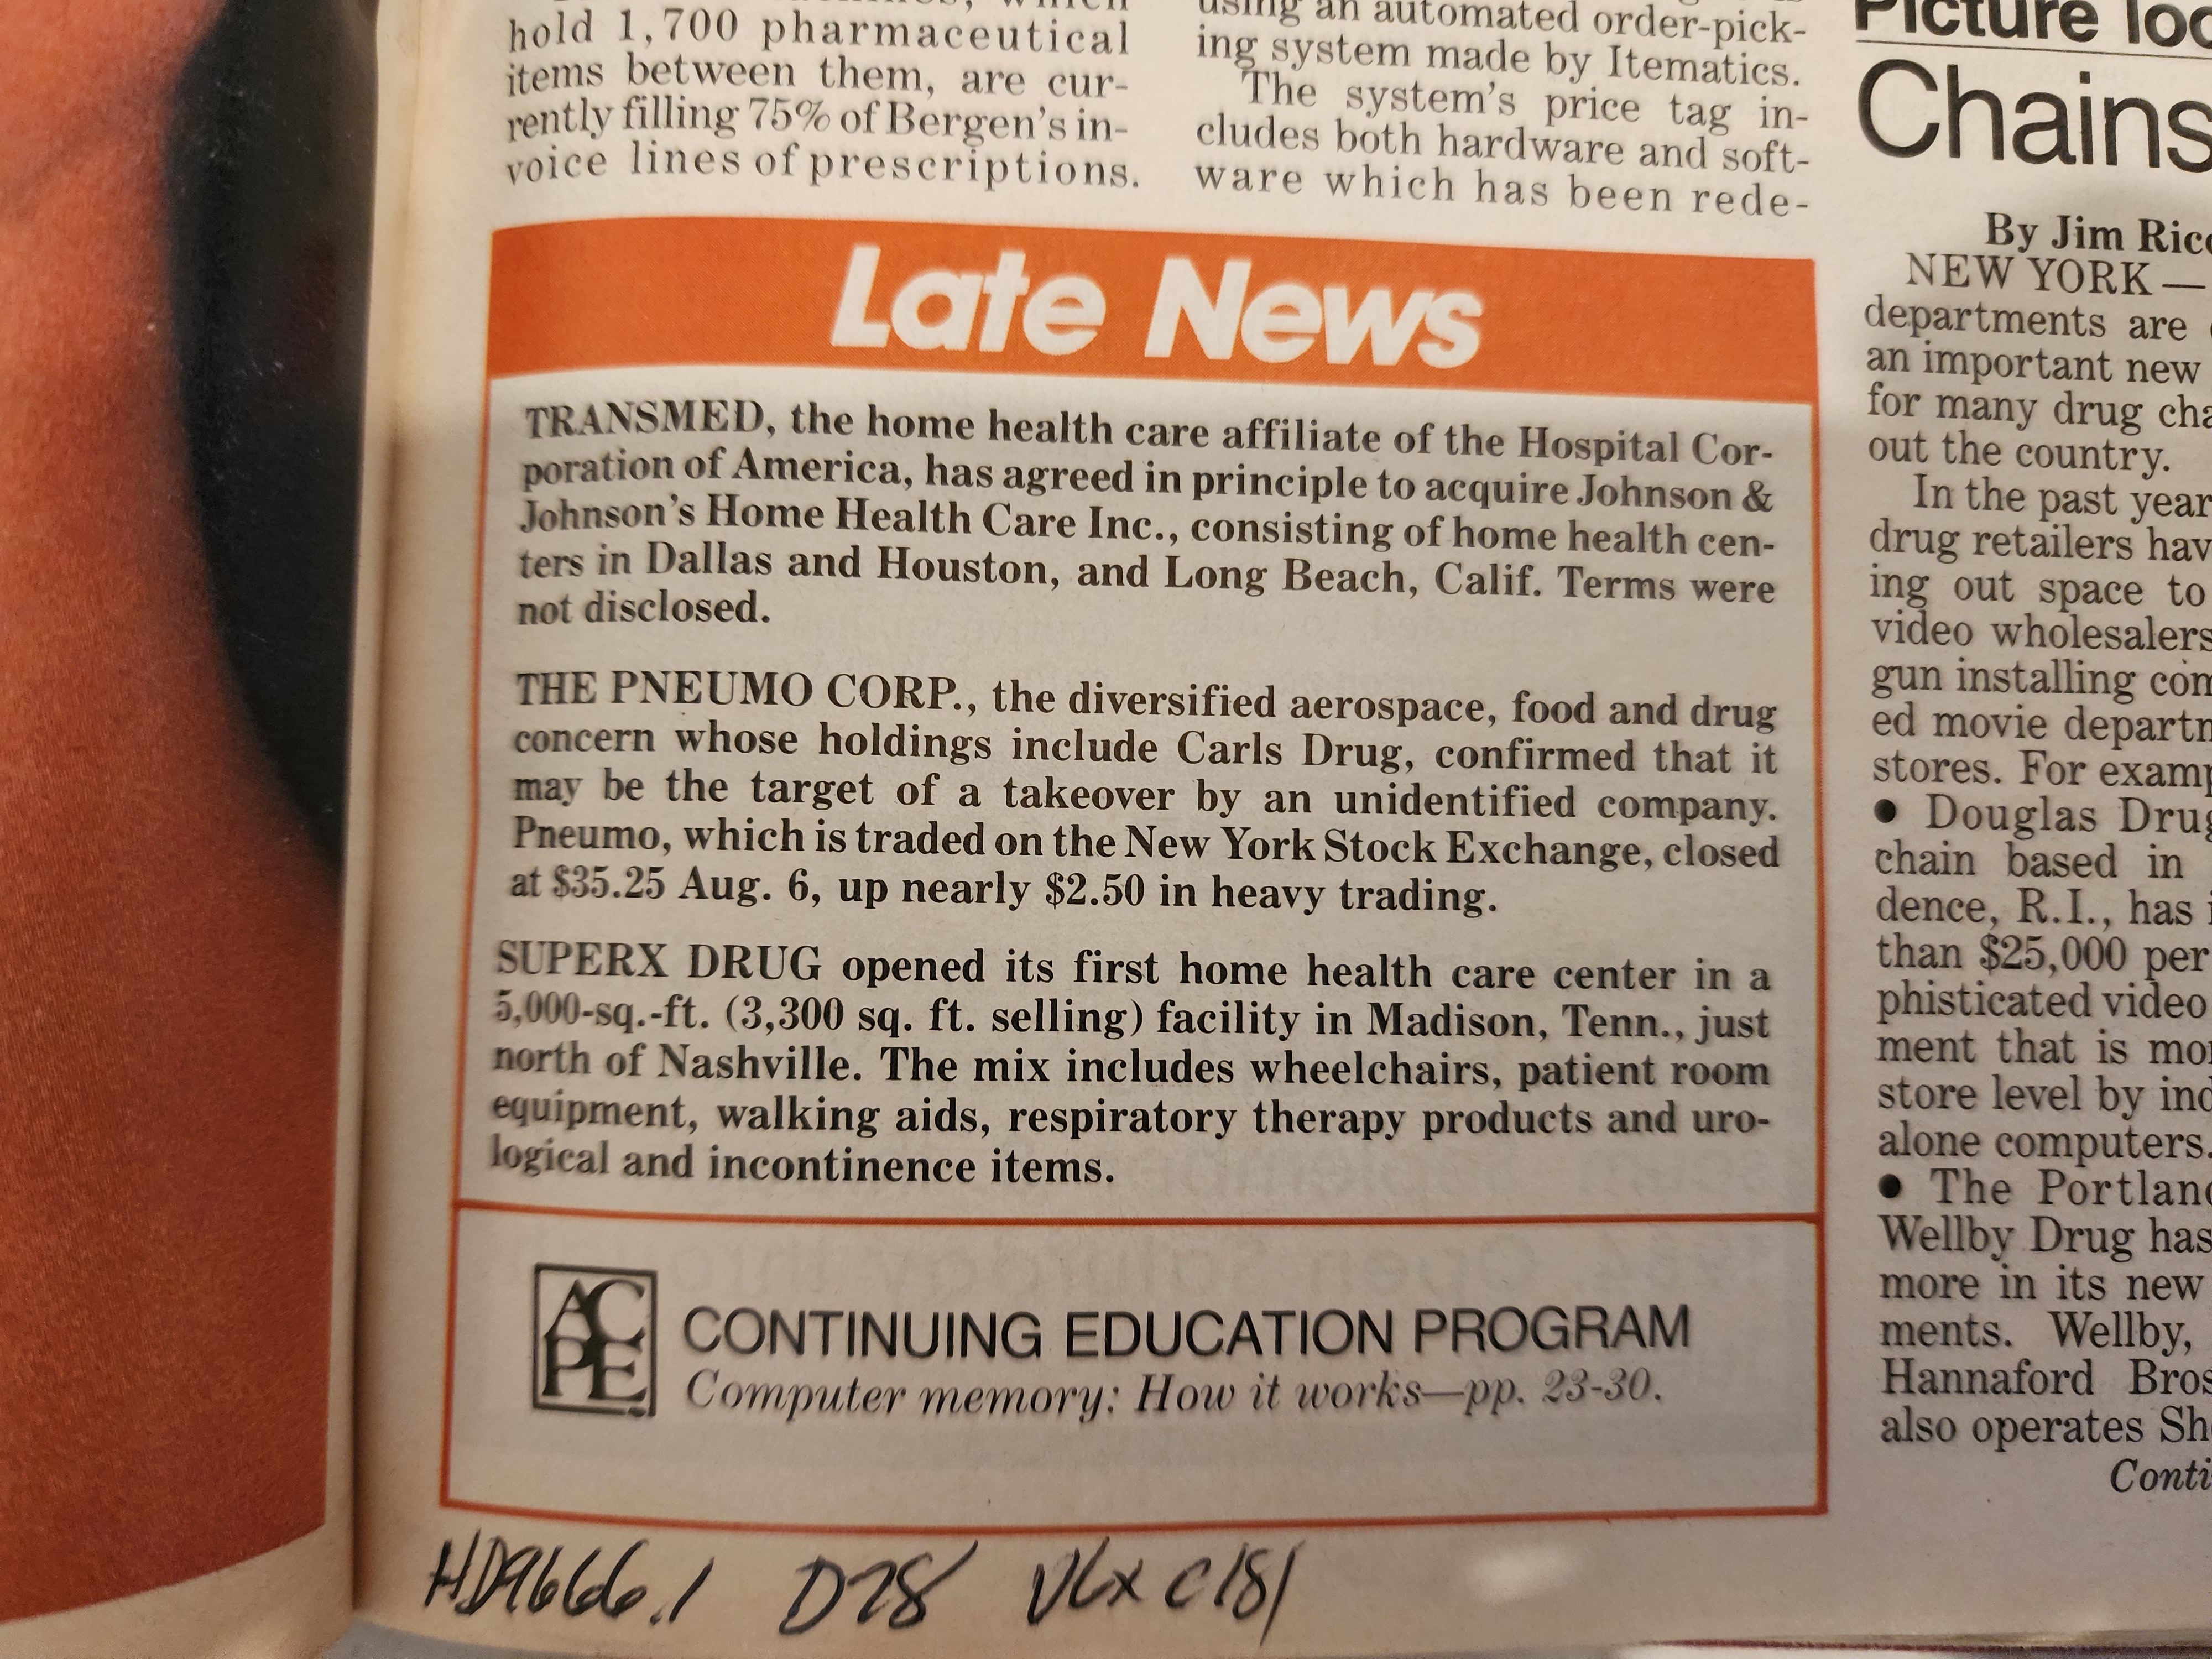 hold 1,700 pharmaceutical
items between them, are cur-
rently filling 75% of Bergen's in-
voice lines of prescriptions.
using an automated order-pick-
ing system made by Itematics.
The system's price tag in-
cludes both hardware and soft-
ware which has been rede-
Late News
TRANSMED, the home health care affiliate of the Hospital Cor-
poration of America, has agreed in principle to acquire Johnson &
Johnson's Home Health Care Inc., consisting of home health cen-
ters in Dallas and Houston, and Long Beach, Calif. Terms were
not disclosed.
THE PNEUMO CORP., the diversified aerospace, food and drug
concern whose holdings include Carls Drug, confirmed that it
may be the target of a takeover by an unidentified company.
Pneumo, which is traded on the New York Stock Exchange, closed
at $35.25 Aug. 6, up nearly $2.50 in heavy trading.
SUPERX DRUG opened its first home health care center in a
5,000-sq.-ft. (3,300 sq. ft. selling) facility in Madison, Tenn., just
north of Nashville. The mix includes wheelchairs, patient room
equipment, walking aids, respiratory therapy products and uro-
logical and incontinence items.
ACPE
CONTINUING EDUCATION PROGRAM
Computer memory: How it works—pp. 23-30.
HD9666.1 D78
Picture
Chains
By Jim
NEW YORK—
departments are
an important new
for many drug
out the country.
In the past year
drug retailers
ing out space to
video wholesalers
gun installing
ed movie
stores. For
• Douglas Drug
chain based in
dence, R.I., has
than $25,000 per
phisticated video
ment that is
store level by
alone computers.
• The
Wellby Drug has
more in its new
ments. Wellby,
Hannaford Bros
also operates